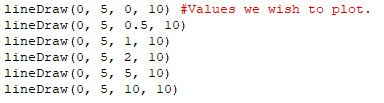 lineDraw(0, 5, 0, 10) #Values we wish to plot.
lineDraw(0, 5, 0.5, 10)
lineDraw(0, 5, 1, 10)
lineDraw(0, 5, 2, 10)
lineDraw(0, 5, 5, 10)
lineDraw(0, 5, 10, 10)